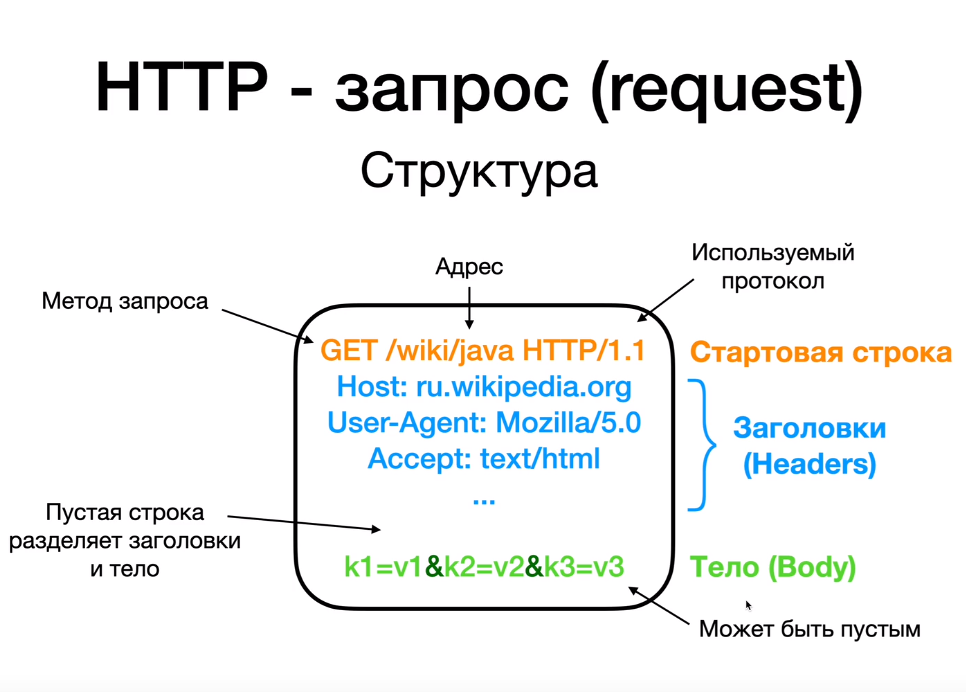 HTTP - запрос (request)
Структура
Адрес
Используемый
протокол
Метод запроса
GET /wiki/java HTTP/1.1
Стартовая строка
Host: ru.wikipedia.org
User-Agent: Mozilla/5.0
Accept: text/html
...
Заголовки
(Headers)
Пустая строка
разделяет заголовки
и тело
k1=v1&k2=v2&k3=v3
Тело (Body)
Может быть пустым